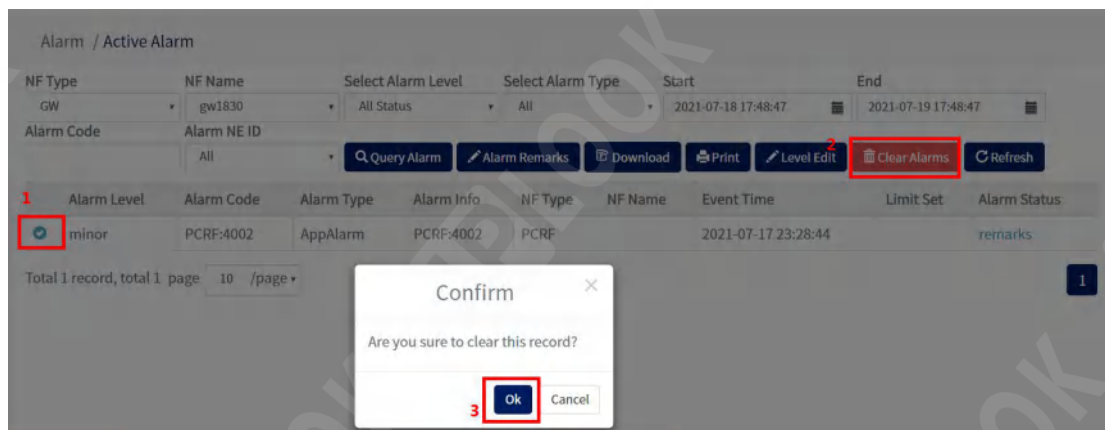 Alarm / Active Alarm
NF Type NF Name Select Alarm Level Select Alarm Type Start End
GW gw1830 All Status All 2021-07-18 17:48:47 2021-07-19 17:48:47
Alarm Code Alarm NE ID
All Query Alarm Alarm Remarks Download Print Level Edit 2 Clear Alarms Refresh
1 Alarm Level Alarm Code Alarm Type Alarm Info NF Type NF Name Event Time Limit Set Alarm Status
minor PCRF:4002 AppAlarm PCRF:4002 PCRF 2021-07-17 23:28:44 remarks
Total 1 record, total 1 page 10 /page 1
Confirm ×
Are you sure to clear this record?
3 Ok Cancel